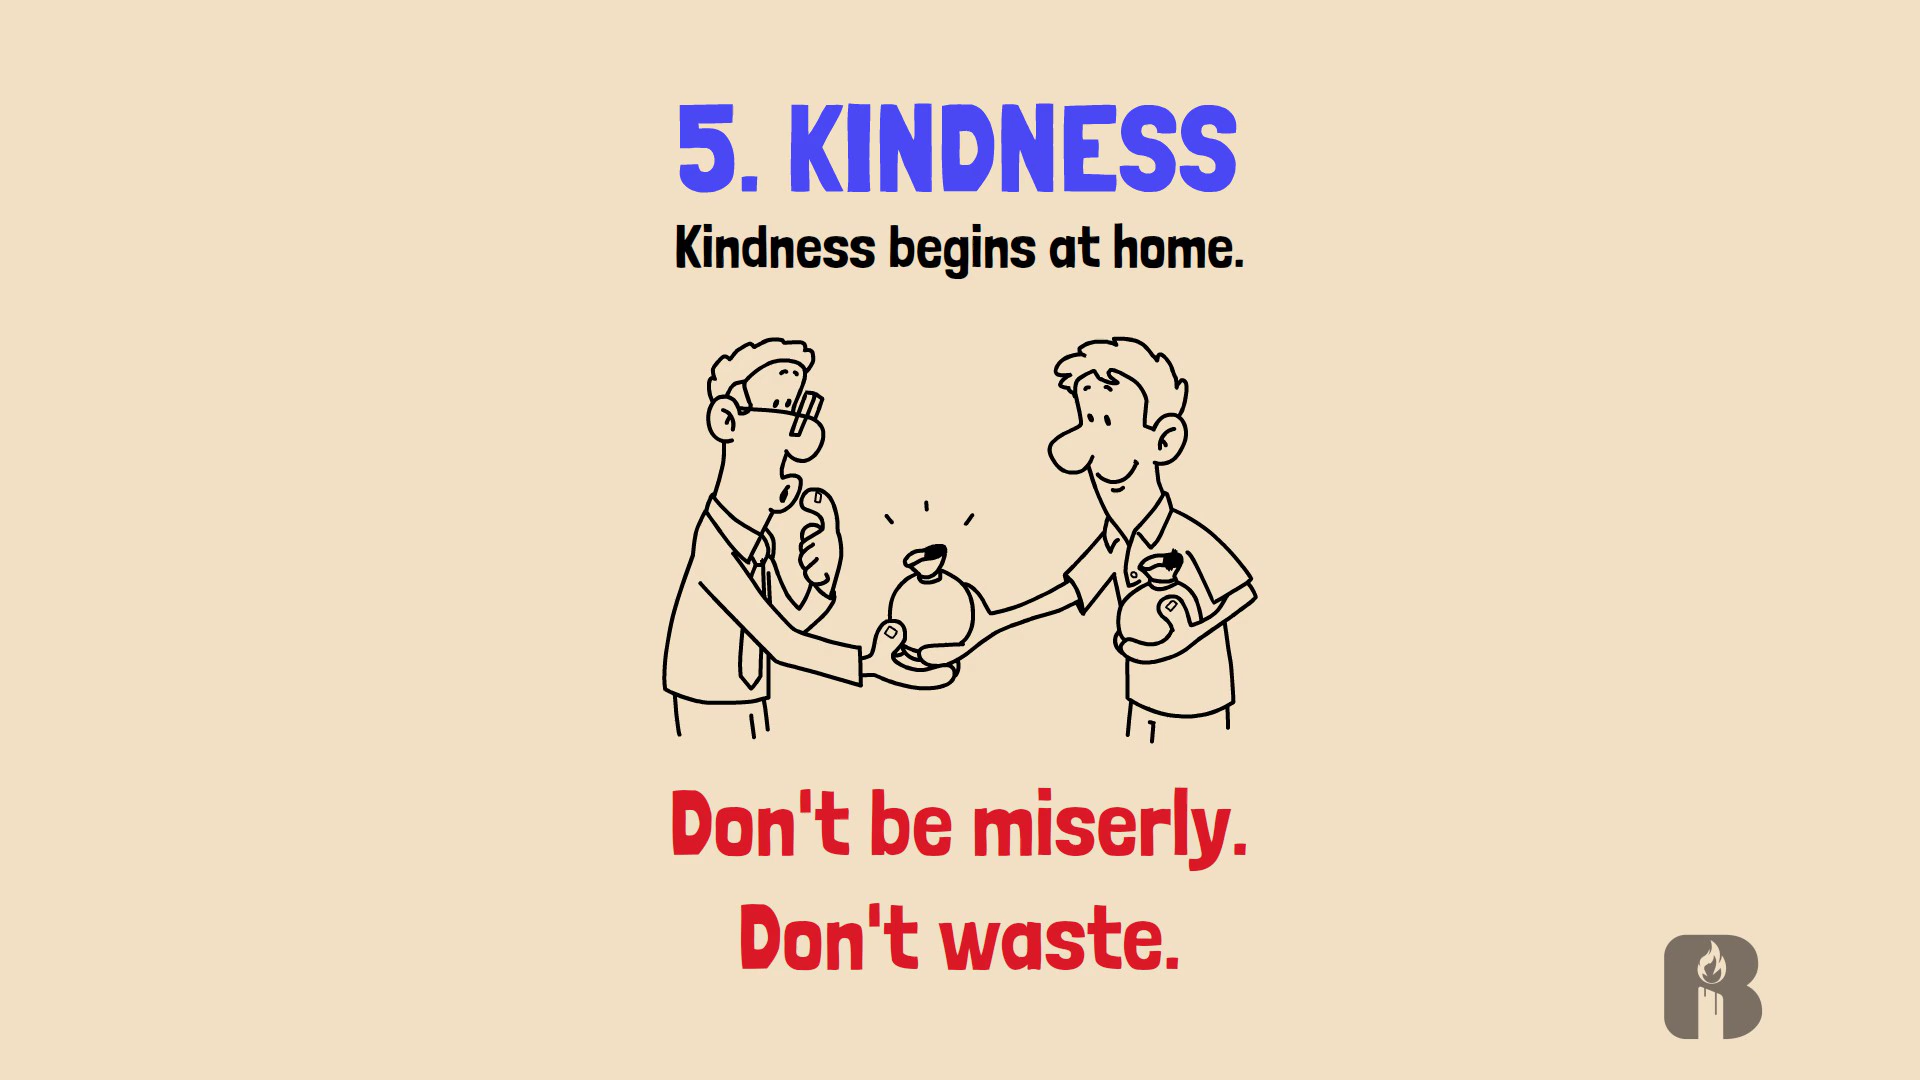 5. KINDNESS
Kindness begins at home.
Don't be miserly.
Don't waste.
B